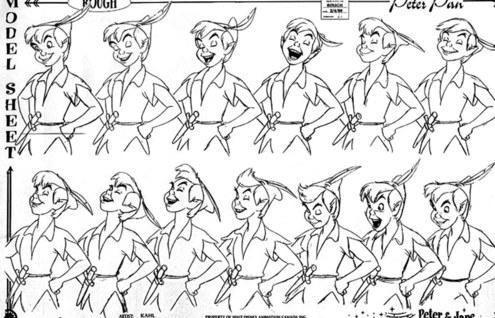 ROUGH
Peter Pan
MODEL SHEET
ARTIST: KAHL
PROPERTY OF WALT DISNEY ANIMATION CANADA INC.
Peter & Jane